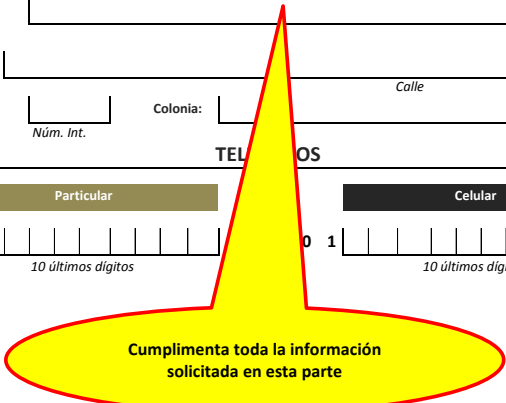 Calle
Colonia:
Núm. Int.
TEL OS
Particular
Celular
0 1
10 últimos dígitos
10 últimos
Cumplimenta toda la información
solicitada en esta parte